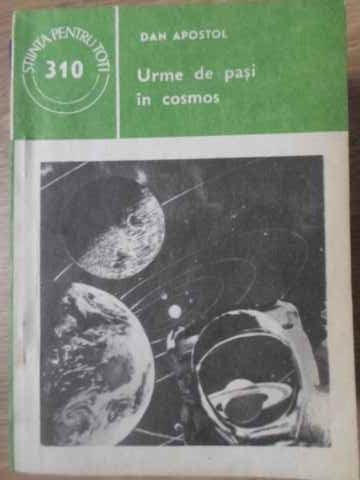 ȘTIINȚA PENTRU TOȚI
310
DAN APOSTOL
Urme de pași
în cosmos